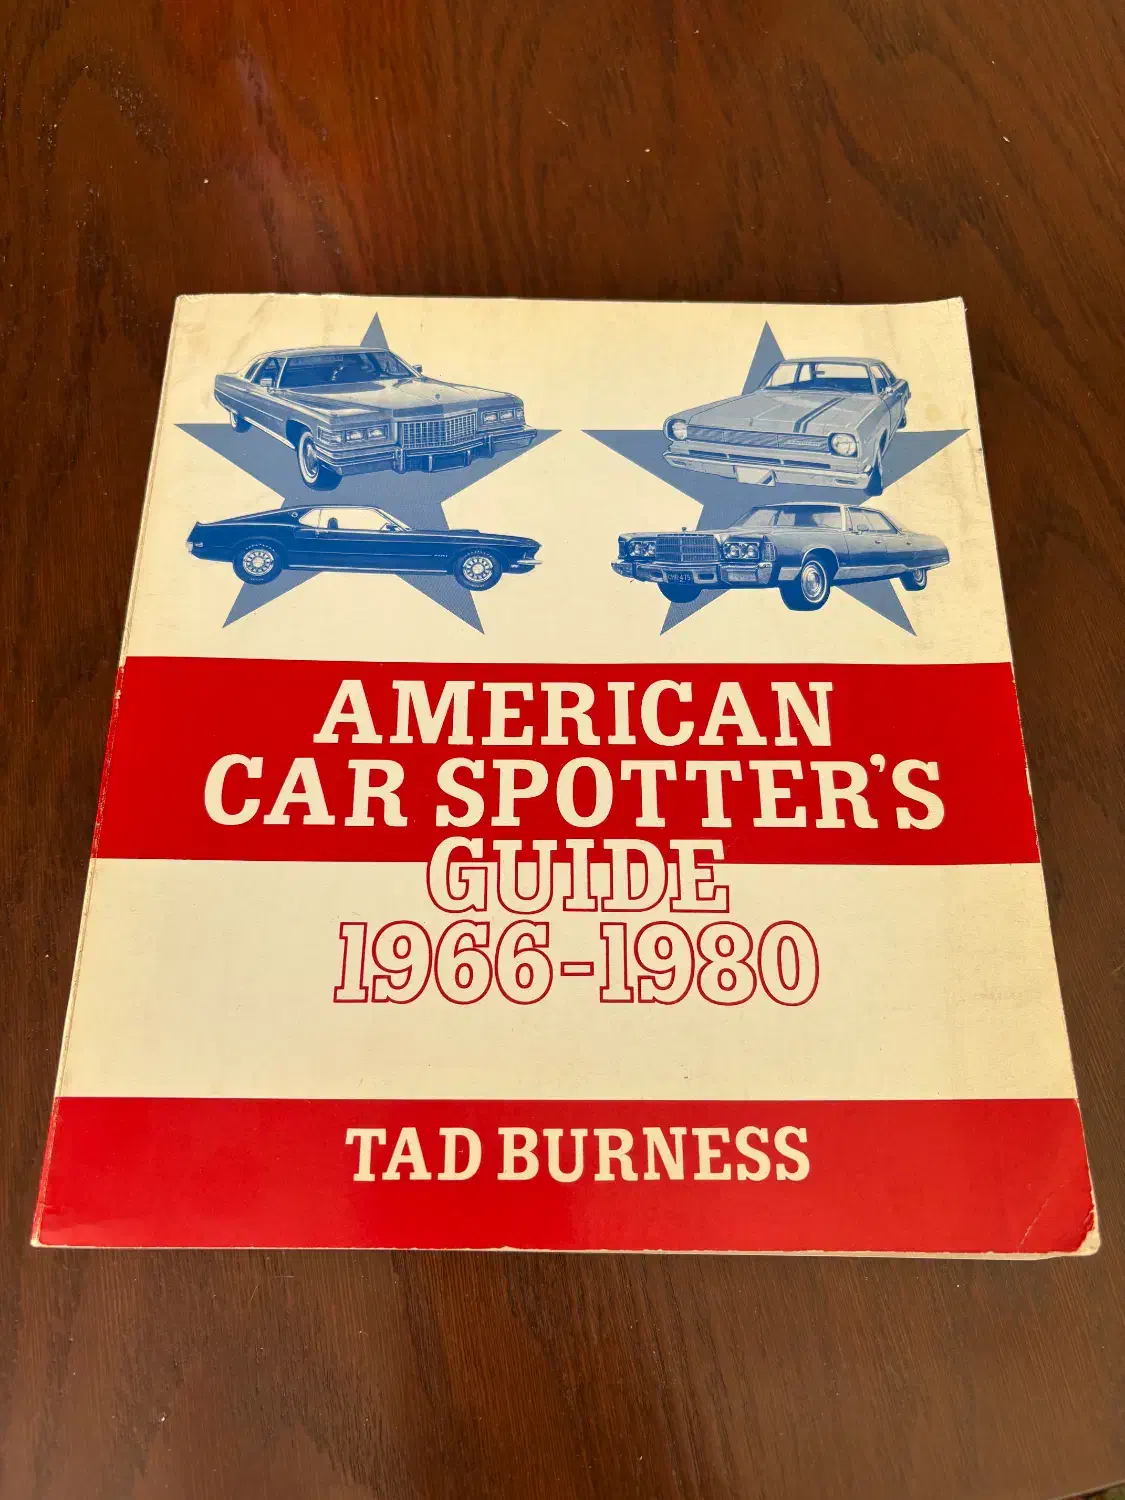 AMERICAN
CAR SPOTTER'S
GUIDE
1966-1980
TAD BURNESS